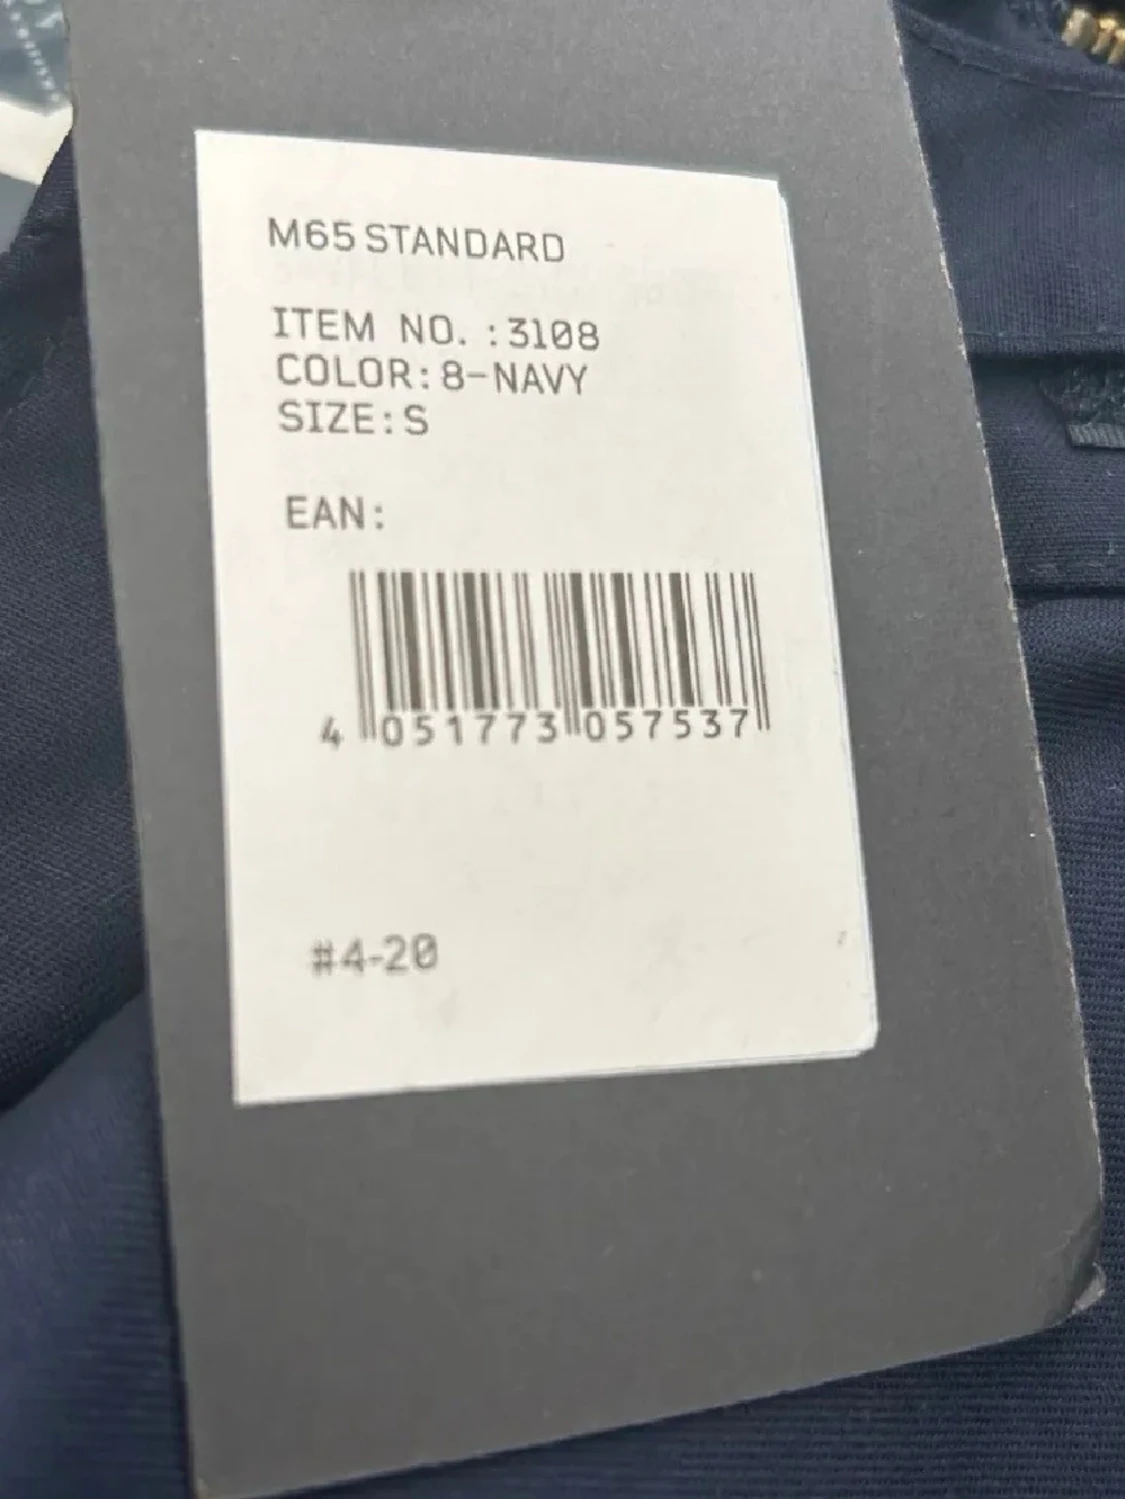 M65 STANDARD
ITEM NO. :3108
COLOR: 8-NAVY
SIZE: S
EAN:
4 051773 057537
#4-20